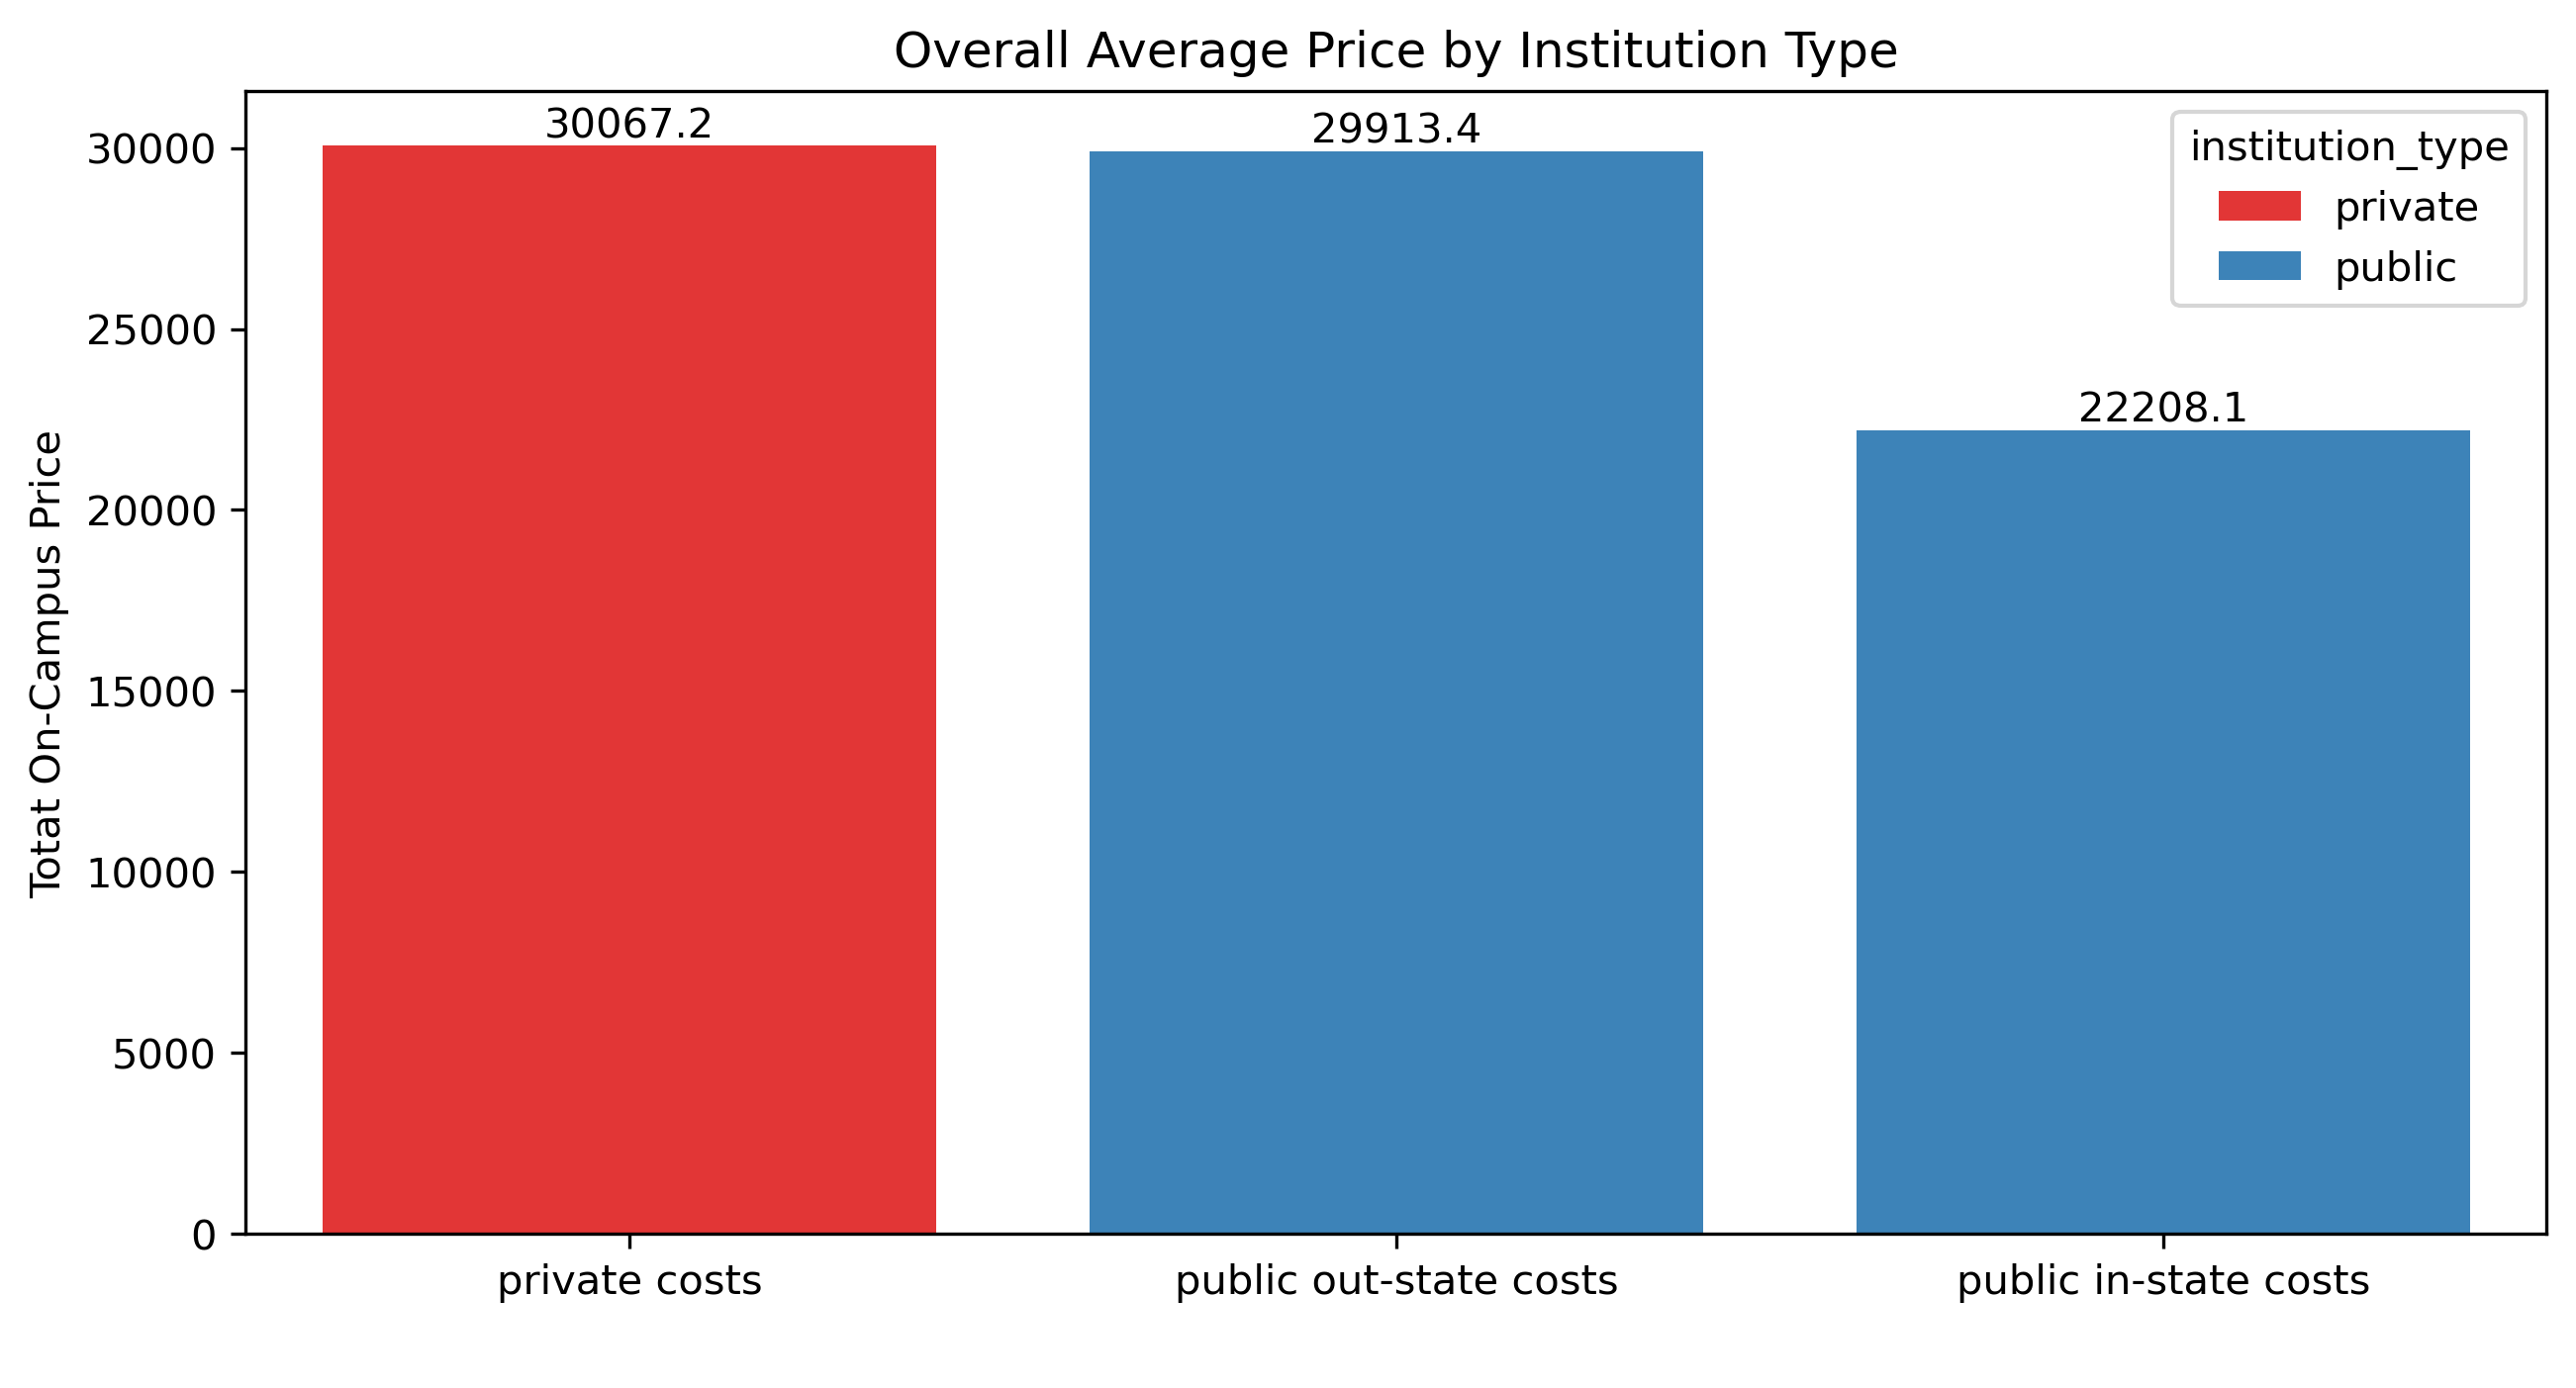 Overall Average Price by Institution Type
Totat On-Campus Price
30000
25000
20000
15000
10000
5000
0
30067.2
29913.4
22208.1
institution_type
private
public
private costs
public out-state costs
public in-state costs